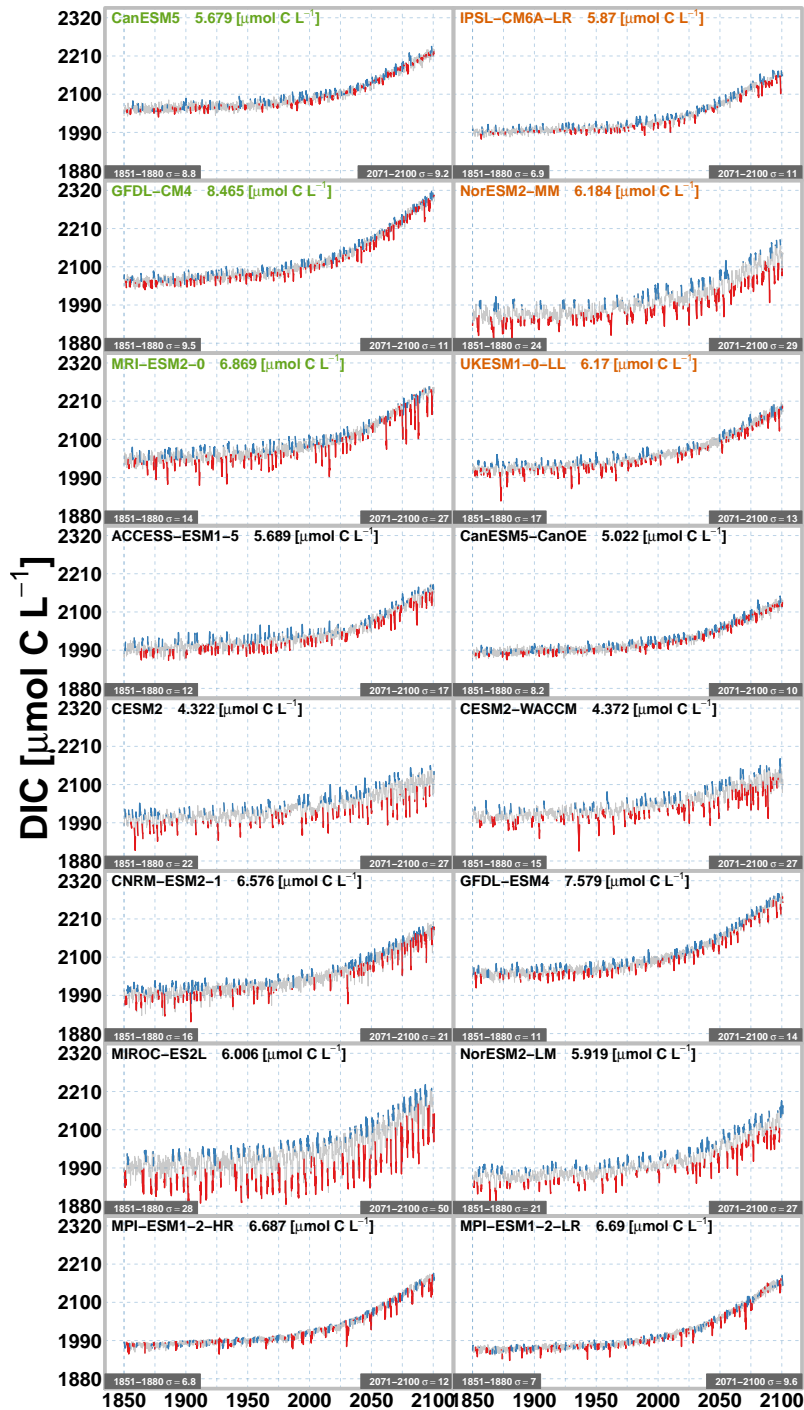 DIC [μmol C L⁻¹]
2320
CanESM5 5.679 [μmol C L⁻¹]
IPSL−CM6A−LR 5.87 [μmol C L⁻¹]
2210
2100
1990
1880
1851−1880 σ = 8.8
2071−2100 σ = 9.2
1851−1880 σ = 6.9
2071−2100 σ = 11
2320
GFDL−CM4 8.465 [μmol C L⁻¹]
NorESM2−MM 6.184 [μmol C L⁻¹]
2210
2100
1990
1880
1851−1880 σ = 9.5
2071−2100 σ = 11
1851−1880 σ = 24
2071−2100 σ = 29
2320
MRI−ESM2−0 6.869 [μmol C L⁻¹]
UKESM1−0−LL 6.17 [μmol C L⁻¹]
2210
2100
1990
1880
1851−1880 σ = 14
2071−2100 σ = 27
1851−1880 σ = 17
2071−2100 σ = 13
2320
ACCESS−ESM1−5 5.689 [μmol C L⁻¹]
CanESM5−CanOE 5.022 [μmol C L⁻¹]
2210
2100
1990
1880
1851−1880 σ = 12
2071−2100 σ = 17
1851−1880 σ = 8.2
2071−2100 σ = 10
2320
CESM2 4.322 [μmol C L⁻¹]
CESM2−WACCM 4.372 [μmol C L⁻¹]
2210
2100
1990
1880
1851−1880 σ = 22
2071−2100 σ = 27
1851−1880 σ = 15
2071−2100 σ = 27
2320
CNRM−ESM2−1 6.576 [μmol C L⁻¹]
GFDL−ESM4 7.579 [μmol C L⁻¹]
2210
2100
1990
1880
1851−1880 σ = 16
2071−2100 σ = 21
1851−1880 σ = 11
2071−2100 σ = 14
2320
MIROC−ES2L 6.006 [μmol C L⁻¹]
NorESM2−LM 5.919 [μmol C L⁻¹]
2210
2100
1990
1880
1851−1880 σ = 28
2071−2100 σ = 50
1851−1880 σ = 21
2071−2100 σ = 27
2320
MPI−ESM1−2−HR 6.687 [μmol C L⁻¹]
MPI−ESM1−2−LR 6.69 [μmol C L⁻¹]
2210
2100
1990
1880
1851−1880 σ = 6.8
2071−2100 σ = 12
1851−1880 σ = 7
2071−2100 σ = 9.6
1850 1900 2000 2050 2100 1850 1900 2000 2050 2100